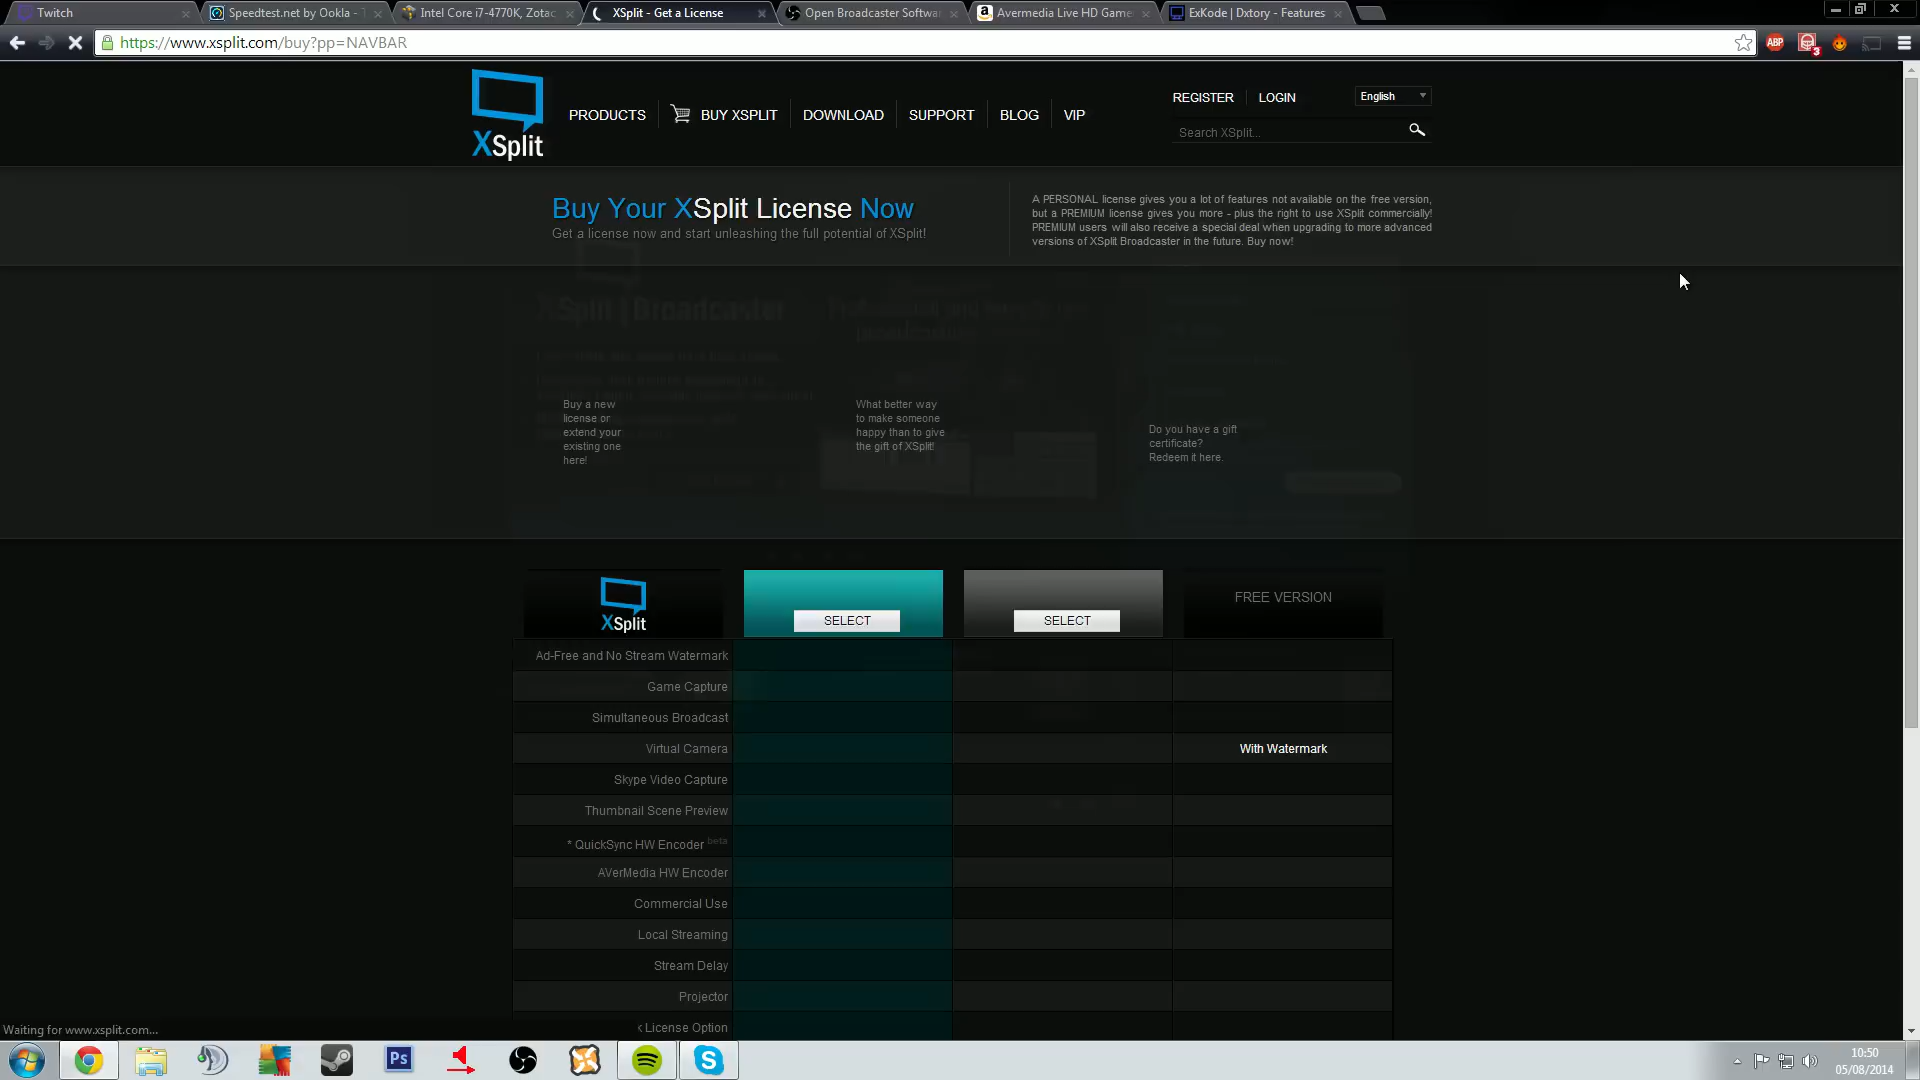 Twitch
Speedtest.net by Ookla - T
Intel Core i7-4770K, Zotac
XSplit - Get a License
Open Broadcaster Softwa
Avermedia Live HD Game
ExKode | Dxtory - Features
https://www.xsplit.com/buy?pp=NAVBAR
ABP
3
XSplit
PRODUCTS
BUY XSPLIT
DOWNLOAD
SUPPORT
BLOG
VIP
REGISTER
LOGIN
English
Search XSplit...
Buy Your XSplit License Now
Get a license now and start unleashing the full potential of XSplit!
A PERSONAL license gives you a lot of features not available on the free version,
but a PREMIUM license gives you more - plus the right to use XSplit commercially!
PREMIUM users will also receive a special deal when upgrading to more advanced
versions of XSplit Broadcaster in the future. Buy now!
XSplit | Broadcaster
Buy a new
license or
extend your
existing one
here!
What better way
to make someone
happy than to give
the gift of XSplit!
Do you have a gift
certificate?
Redeem it here.
XSplit
SELECT
SELECT
FREE VERSION
Ad-Free and No Stream Watermark
Game Capture
Simultaneous Broadcast
Virtual Camera
With Watermark
Skype Video Capture
Thumbnail Scene Preview
* QuickSync HW Encoder beta
AVerMedia HW Encoder
Commercial Use
Local Streaming
Stream Delay
Projector
License Option
Waiting for www.xsplit.com...
Ps
10:50
05/08/2014